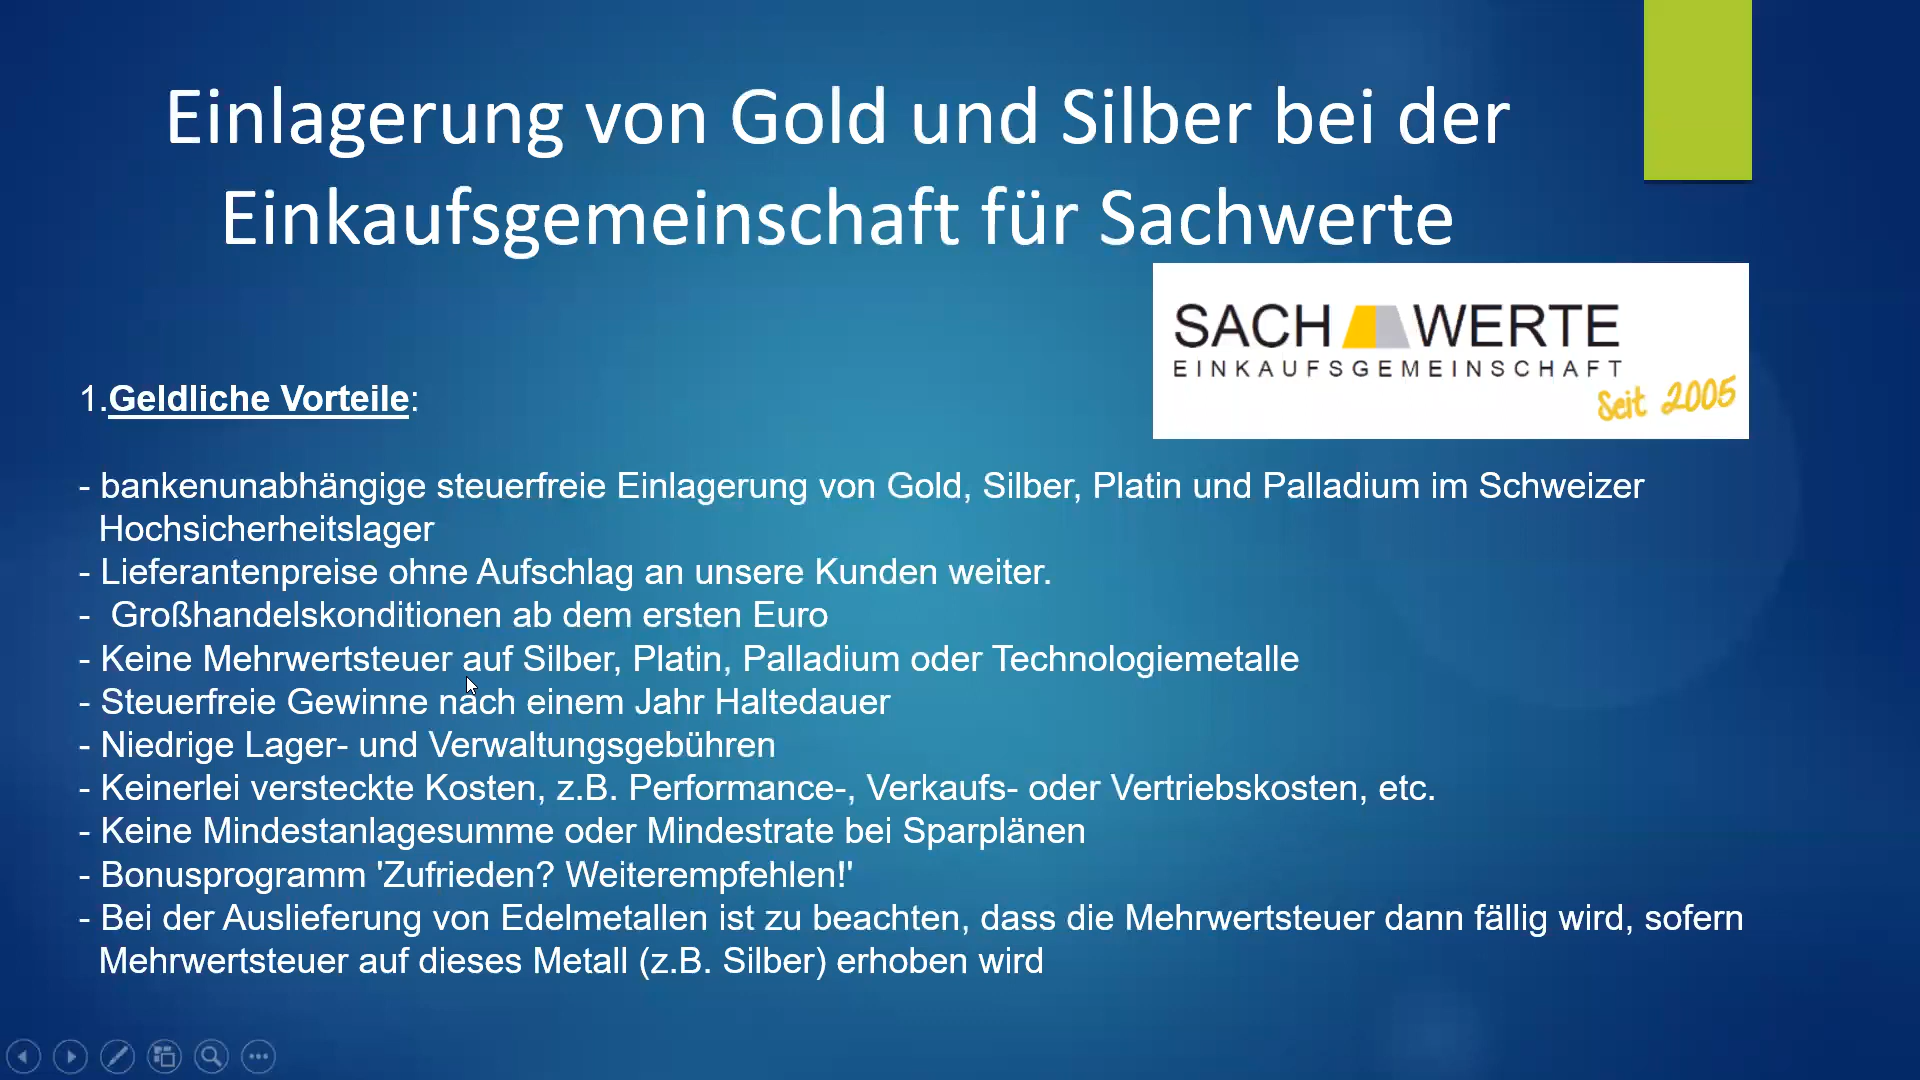 Einlagerung von Gold und Silber bei der
Einkaufsgemeinschaft für Sachwerte
SACH WERTE
EINKAUFSGEMEINSCHAFT
Seit 2005
1.Geldliche Vorteile:
- bankenunabhängige steuerfreie Einlagerung von Gold, Silber, Platin und Palladium im Schweizer
Hochsicherheitslager
- Lieferantenpreise ohne Aufschlag an unsere Kunden weiter.
- Großhandelskonditionen ab dem ersten Euro
- Keine Mehrwertsteuer auf Silber, Platin, Palladium oder Technologiemetalle
- Steuerfreie Gewinne nach einem Jahr Haltedauer
- Niedrige Lager- und Verwaltungsgebühren
- Keinerlei versteckte Kosten, z.B. Performance-, Verkaufs- oder Vertriebskosten, etc.
- Keine Mindestanlagesumme oder Mindestrate bei Sparplänen
- Bonusprogramm 'Zufrieden? Weiterempfehlen!'
- Bei der Auslieferung von Edelmetallen ist zu beachten, dass die Mehrwertsteuer dann fällig wird, sofern
Mehrwertsteuer auf dieses Metall (z.B. Silber) erhoben wird